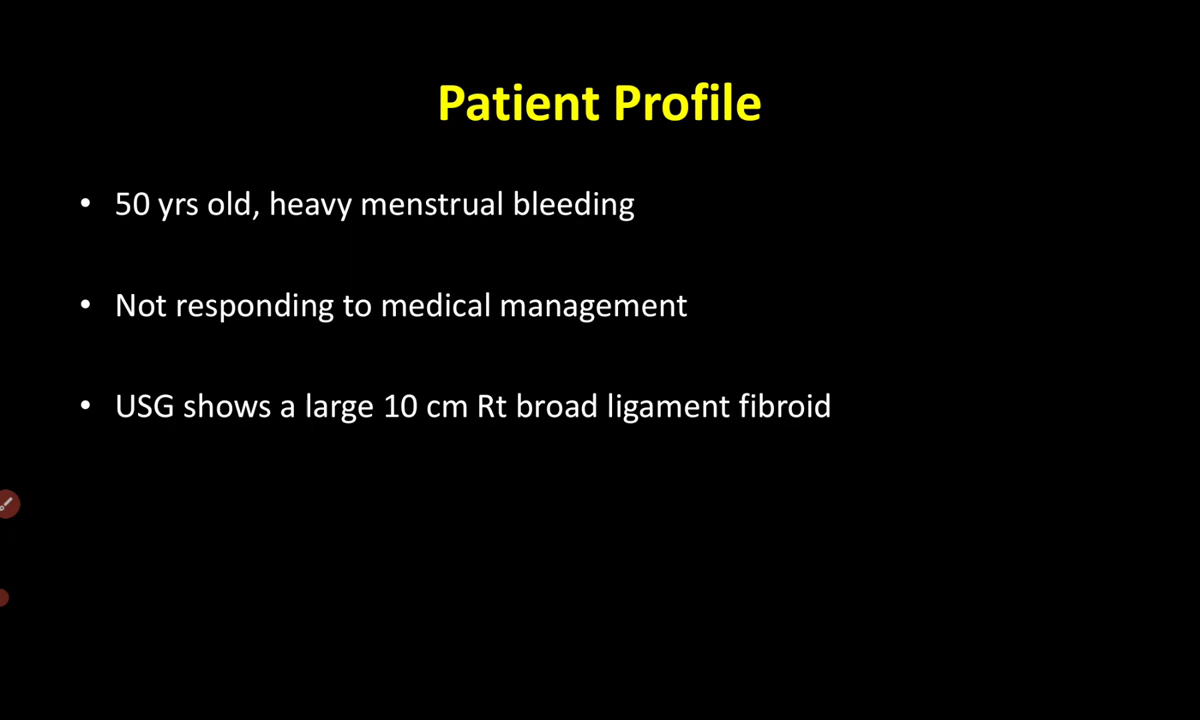 Patient Profile
• 50 yrs old, heavy menstrual bleeding
• Not responding to medical management
• USG shows a large 10 cm Rt broad ligament fibroid